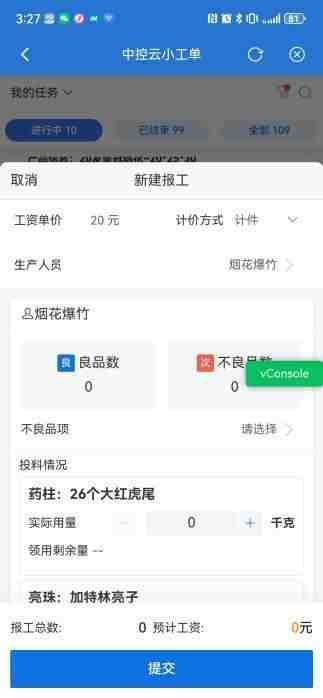 3:27
81
中控云小工单
我的任务
进行中 10
已结束 99
全部 109
取消
新建报工
工资单价 20 元 计价方式 计件
生产人员 烟花爆竹
烟花爆竹
良 良品数
0
次 不良品数
0
vConsole
不良品项 请选择
投料情况
药柱：26个大红虎尾
实际用量 - 0 + 千克
领用剩余量 --
亮珠：加特林亮子
报工总数: 0 预计工资: 0元
提交